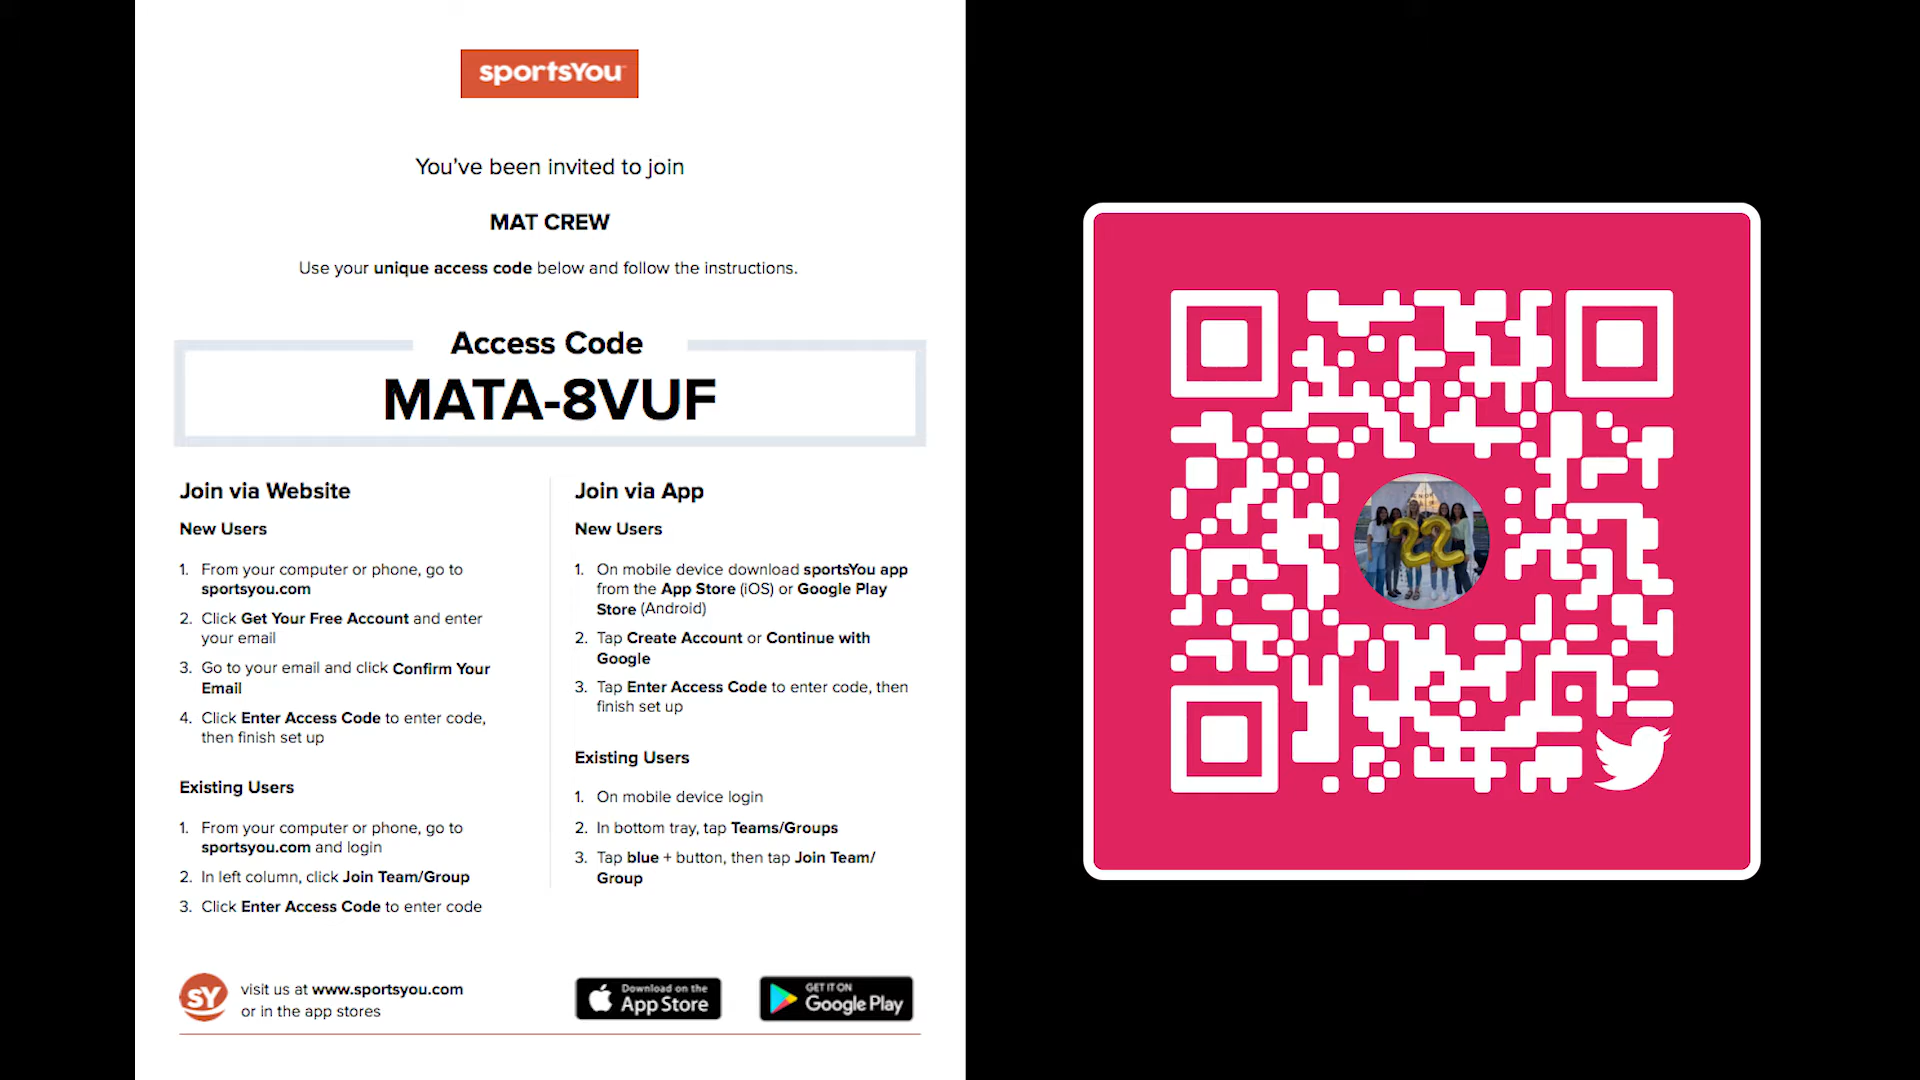 sportsYou
You've been invited to join
MAT CREW
Use your unique access code below and follow the instructions.
Access Code
MATA-8VUF
Join via Website
New Users
1. From your computer or phone, go to
sportsyou.com
2. Click Get Your Free Account and enter
your email
3. Go to your email and click Confirm Your
Email
4. Click Enter Access Code to enter code,
then finish set up
Existing Users
1. From your computer or phone, go to
sportsyou.com and login
2. In left column, click Join Team/Group
3. Click Enter Access Code to enter code
Join via App
New Users
1. On mobile device download sportsYou app
from the App Store (iOS) or Google Play
Store (Android)
2. Tap Create Account or Continue with
Google
3. Tap Enter Access Code to enter code, then
finish set up
Existing Users
1. On mobile device login
2. In bottom tray, tap Teams/Groups
3. Tap blue + button, then tap Join Team/
Group
SY
visit us at www.sportsyou.com
or in the app stores
Download on the
App Store
GET IT ON
Google Play
22